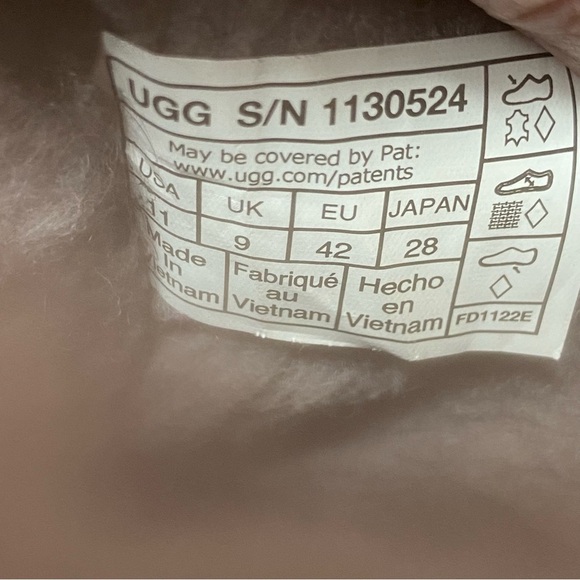 UGG S/N 1130524
May be covered by Pat:
www.ugg.com/patents
USA UK EU JAPAN
11 9 42 28
Made in Vietnam
Fabriqué au Vietnam
Hecho en Vietnam
FD1122E